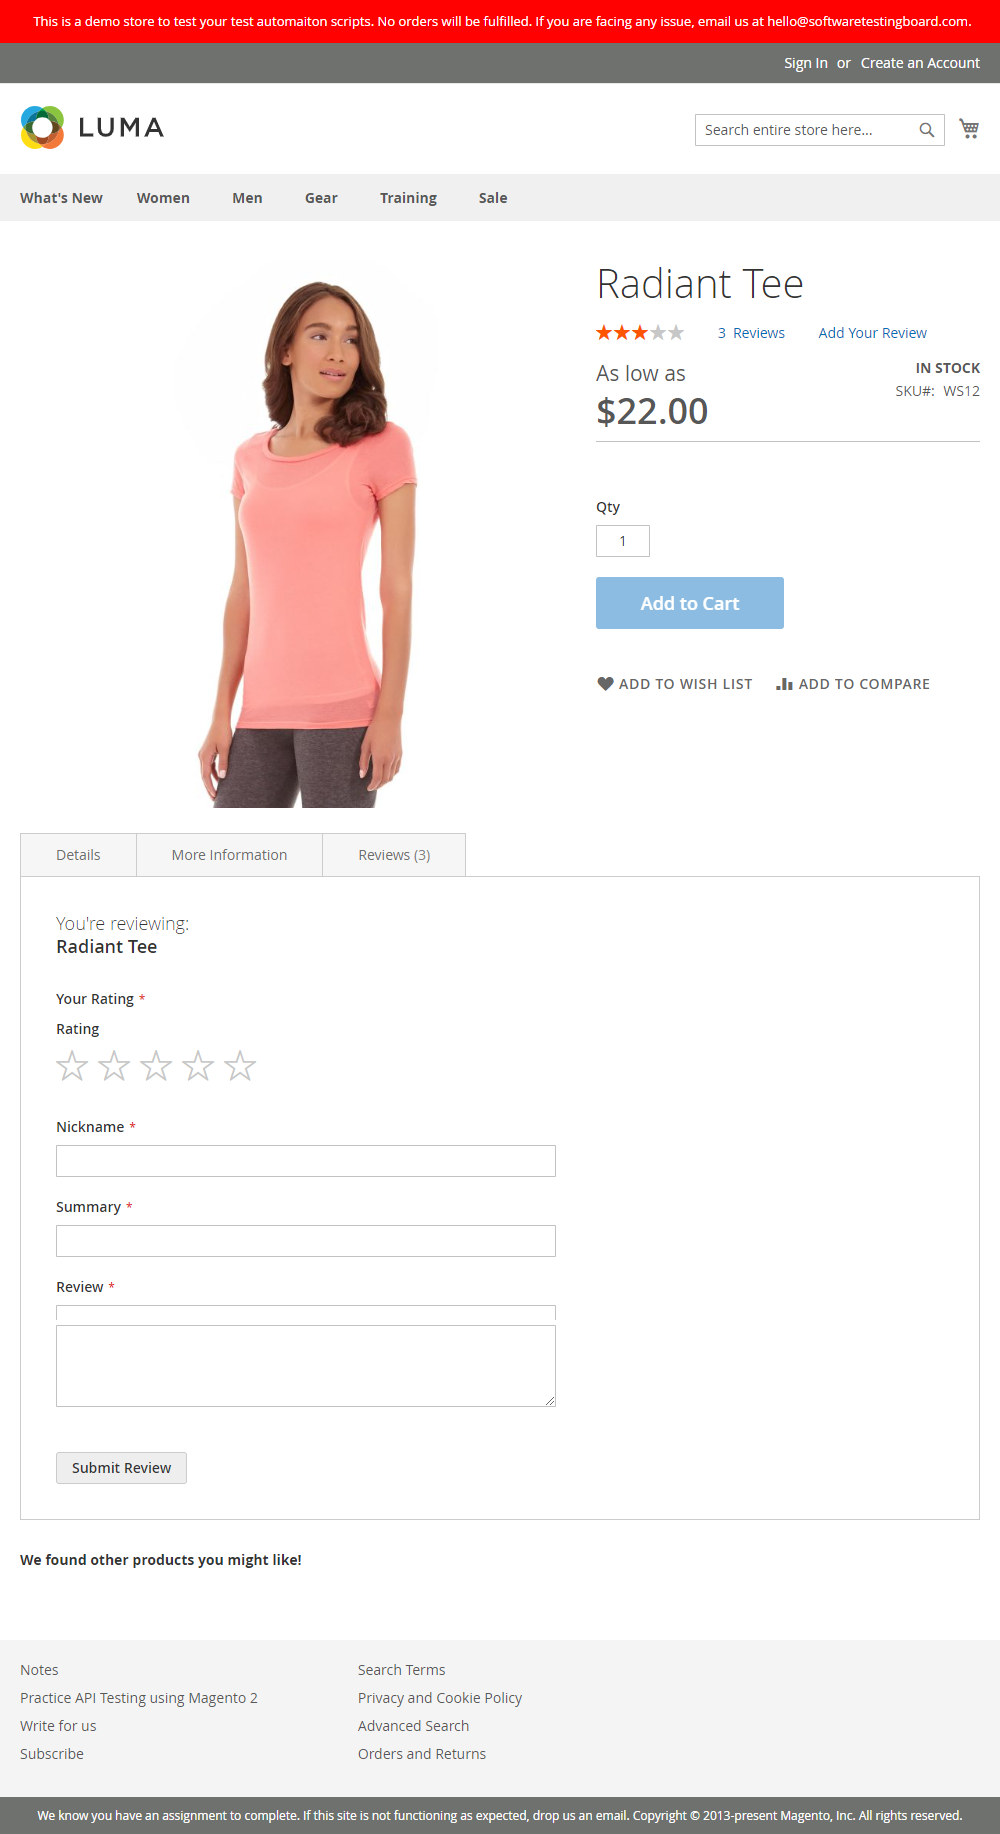 This is a demo store to test your test automaiton scripts. No orders will be fulfilled. If you are facing any issue, email us at hello@softwaretestingboard.com.
Sign In or Create an Account
LUMA
Search entire store here...
What's New Women Men Gear Training Sale
Radiant Tee
3 Reviews Add Your Review
As low as
$22.00
IN STOCK
SKU#: WS12
Qty
1
Add to Cart
ADD TO WISH LIST ADD TO COMPARE
Details More Information Reviews (3)
You're reviewing:
Radiant Tee
Your Rating *
Rating
Nickname *
Summary *
Review *
Submit Review
We found other products you might like!
Notes
Practice API Testing using Magento 2
Write for us
Subscribe
Search Terms
Privacy and Cookie Policy
Advanced Search
Orders and Returns
We know you have an assignment to complete. If this site is not functioning as expected, drop us an email. Copyright © 2013-present Magento, Inc. All rights reserved.